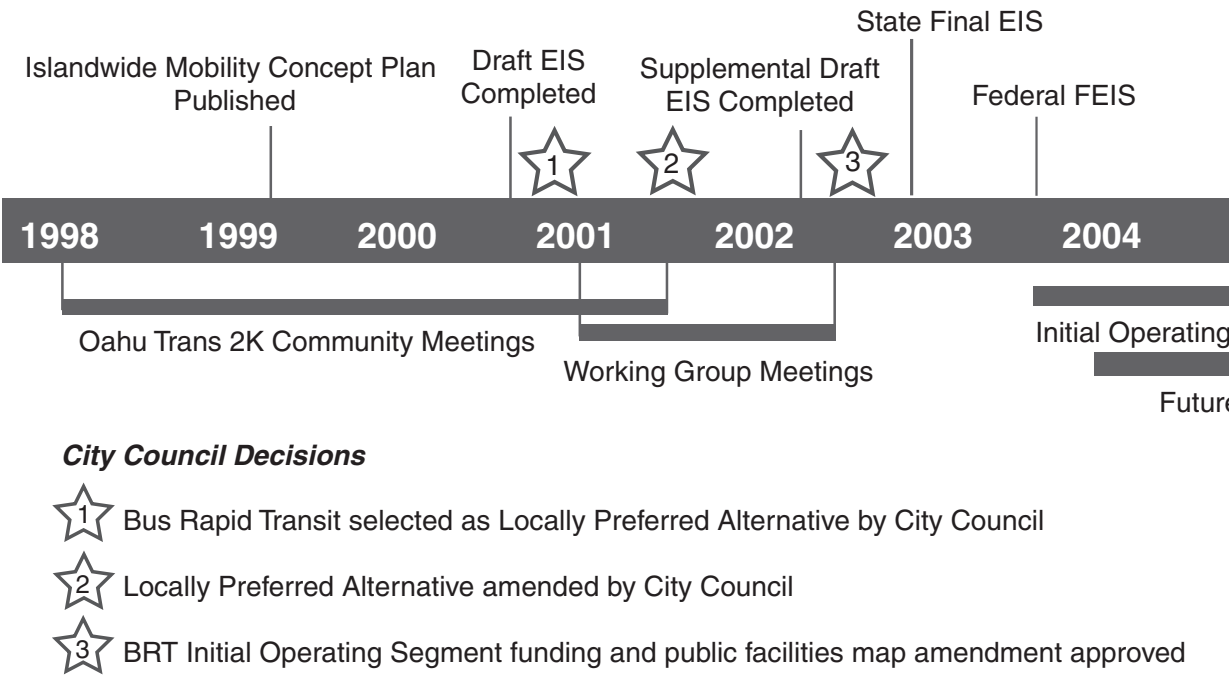 State Final EIS
Islandwide Mobility Concept Plan
Published
Draft EIS
Completed
Supplemental Draft
EIS Completed
Federal FEIS
1
2
3
1998 1999 2000 2001 2002 2003 2004
Oahu Trans 2K Community Meetings
Working Group Meetings
Initial Operating
Future
City Council Decisions
1 Bus Rapid Transit selected as Locally Preferred Alternative by City Council
2 Locally Preferred Alternative amended by City Council
3 BRT Initial Operating Segment funding and public facilities map amendment approved